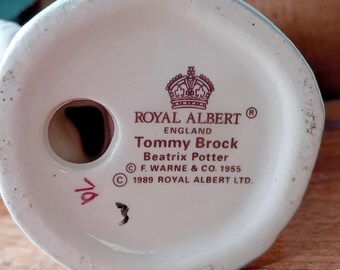 ROYAL ALBERT ®
ENGLAND
Tommy Brock
Beatrix Potter
© F. WARNE & CO. 1955
© 1989 ROYAL ALBERT LTD.